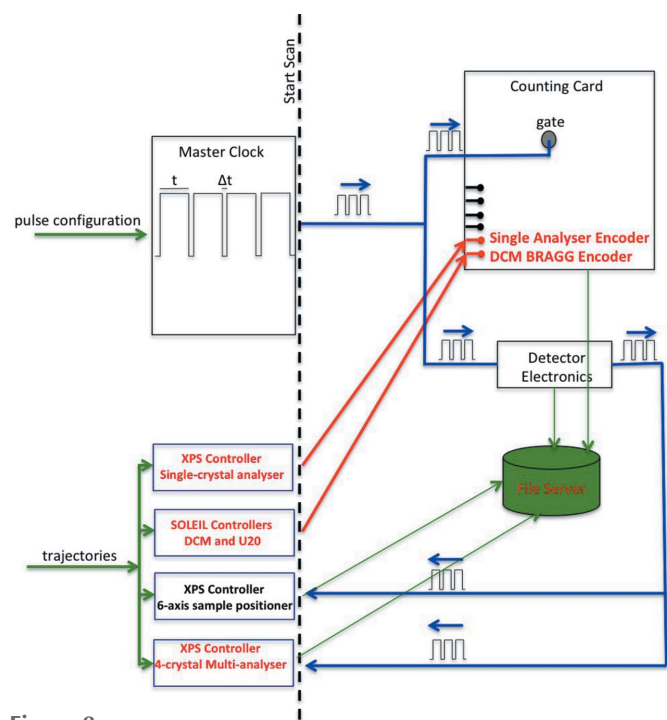 Start Scan
Counting Card
gate
Master Clock
t
Δt
pulse configuration
Single Analyser Encoder
DCM BRAGG Encoder
Detector
Electronics
XPS Controller
Single-crystal analyser
File Server
SOLEIL Controllers
DCM and U20
trajectories
XPS Controller
6-axis sample positioner
XPS Controller
4-crystal Multi-analyser